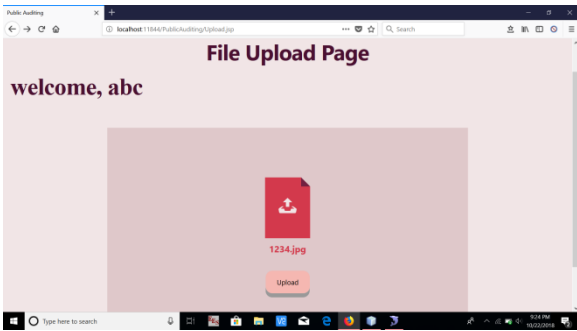 Public Auditing
localhost:11844/PublicAuditing/Upload.jsp
Search
File Upload Page
welcome, abc
1234.jpg
Upload
Type here to search
9:24 PM
10/22/2018